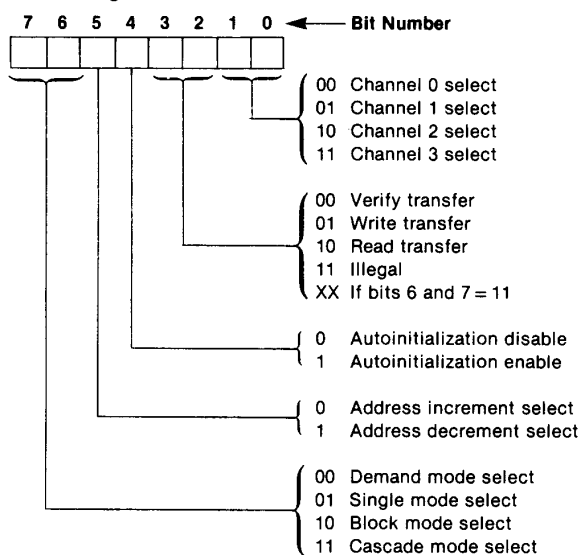 7 6 5 4 3 2 1 0 Bit Number
00 Channel 0 select
01 Channel 1 select
10 Channel 2 select
11 Channel 3 select
00 Verify transfer
01 Write transfer
10 Read transfer
11 Illegal
XX If bits 6 and 7 = 11
0 Autoinitialization disable
1 Autoinitialization enable
0 Address increment select
1 Address decrement select
00 Demand mode select
01 Single mode select
10 Block mode select
11 Cascade mode select